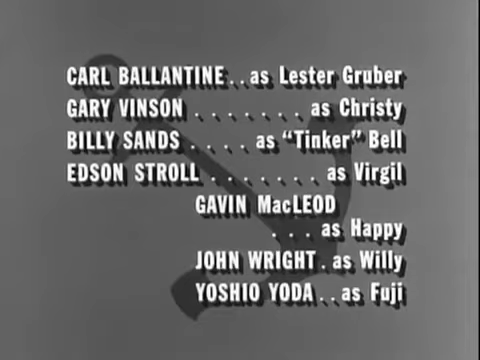 CARL BALLANTINE . . as Lester Gruber
GARY VINSON . . . . . . . as Christy
BILLY SANDS . . . . as “Tinker” Bell
EDSON STROLL . . . . . . . as Virgil
GAVIN MacLEOD
. . . as Happy
JOHN WRIGHT . as Willy
YOSHIO YODA . . as Fuji